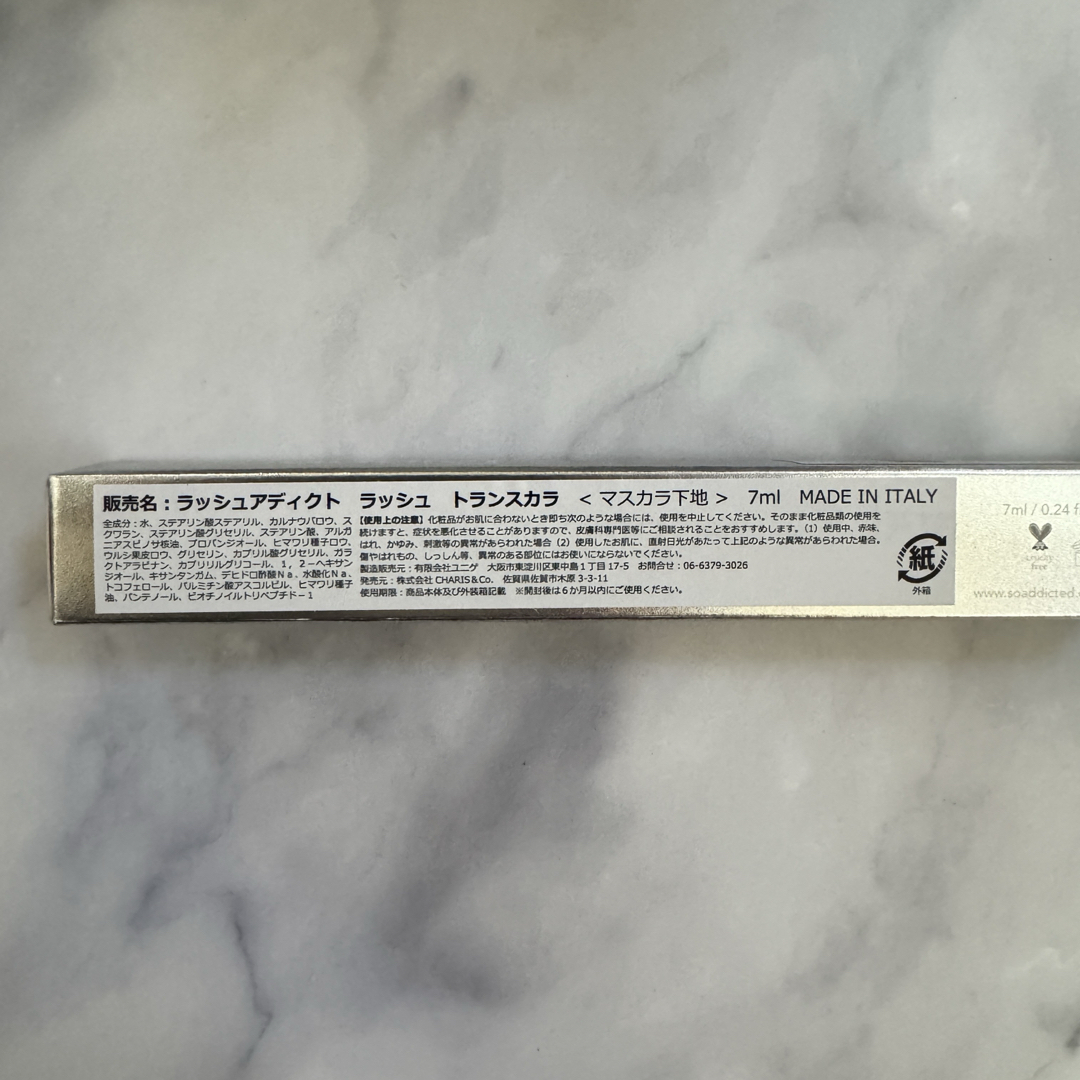 販売名：ラッシュアディクト　ラッシュ　トランスカラ　＜マスカラ下地＞　7ml　MADE IN ITALY
全成分：水、ステアリン酸ステアリル、カルナウバロウ、ス
クワラン、ステアリン酸グリセリル、ステアリン酸、アルガ
ニアスピノサ核油、プロパンジオール、ヒマワリ種子ロウ、
ウルシ果皮ロウ、グリセリン、カプリル酸グリセリル、ガラ
クトアラビナン、カプリリルグリコール、１，２－ヘキサン
ジオール、キサンタンガム、デヒドロ酢酸Ｎａ、水酸化Ｎａ、
トコフェロール、パルミチン酸アスコルビル、ヒマワリ種子
油、パンテノール、ビオチノイルトリペプチド－１
【使用上の注意】化粧品がお肌に合わないとき即ち次のような場合には、使用を中止してください。そのまま化粧品類の使用を
続けますと、症状を悪化させることがありますので、皮膚科専門医等にご相談されることをおすすめします。（1）使用中、赤味、
はれ、かゆみ、刺激等の異常があらわれた場合（2）使用したお肌に、直射日光があたって上記のような異常があらわれた場合。
傷やはれもの、しっしん等、異常のある部位にはお使いにならないでください。
製造販売元：有限会社ユニゲ　大阪市東淀川区東中島１丁目 17-5　お問合せ：06-6379-3026
発売元：株式会社 CHARIS&Co.　佐賀県佐賀市木原 3-3-11
使用期限：商品本体及び外装箱記載　※開封後は６か月以内にご使用ください。
紙
外箱
7ml / 0.24 f
cruelty
free
www.soaddicted.